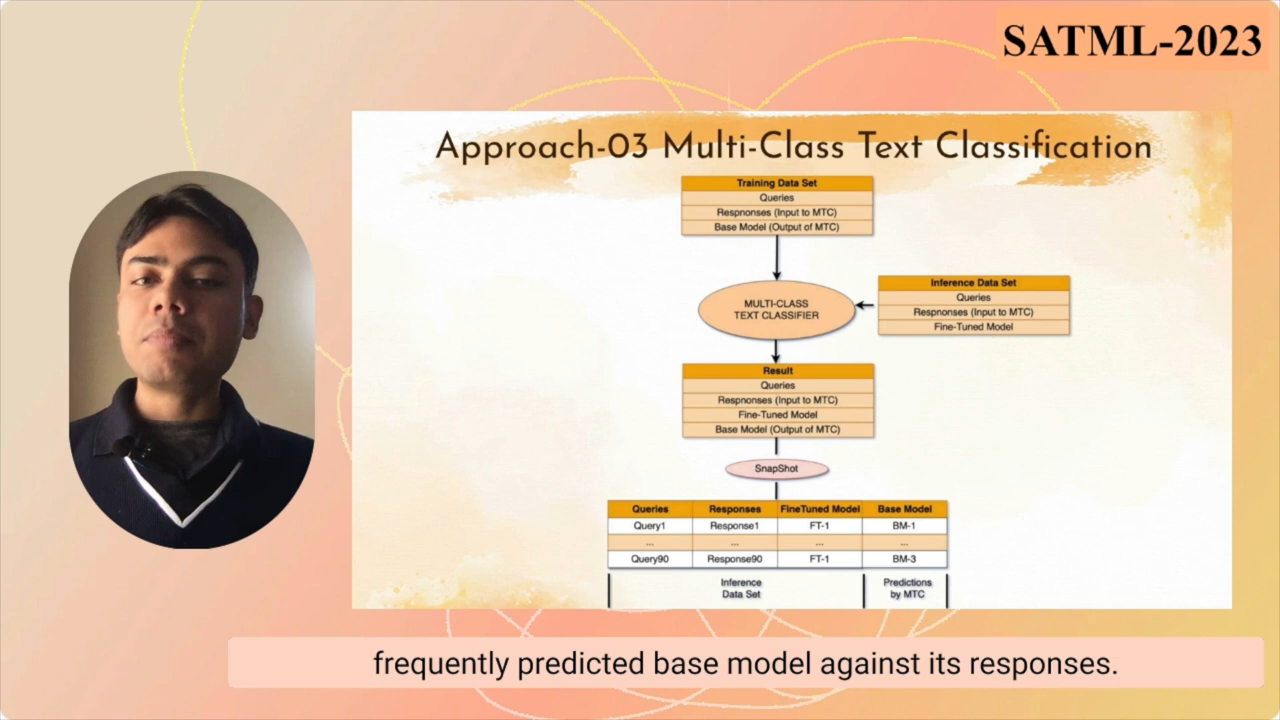 SATML-2023
Approach-03 Multi-Class Text Classification
Training Data Set
Queries
Respnonses (Input to MTC)
Base Model (Output of MTC)
MULTI-CLASS
TEXT CLASSIFIER
Inference Data Set
Queries
Respnonses (Input to MTC)
Fine-Tuned Model
Result
Queries
Respnonses (Input to MTC)
Fine-Tuned Model
Base Model (Output of MTC)
SnapShot
Queries Responses FineTuned Model Base Model
Query1 Response1 FT-1 BM-1
... ... ... ...
Query90 Response90 FT-1 BM-3
Inference
Data Set
Predictions
by MTC
frequently predicted base model against its responses.